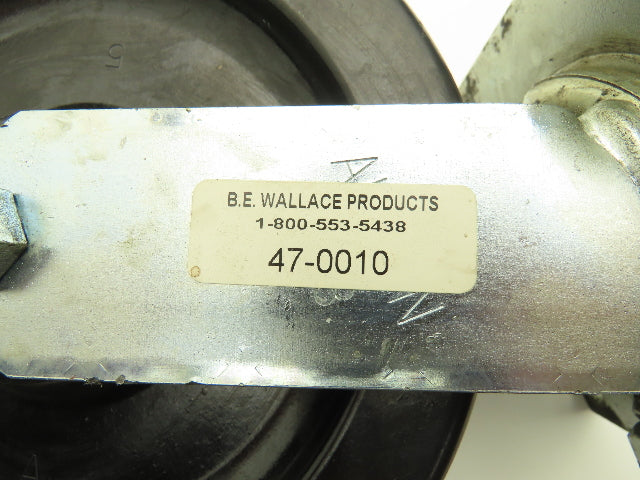 B.E. WALLACE PRODUCTS
1-800-553-5438
47-0010